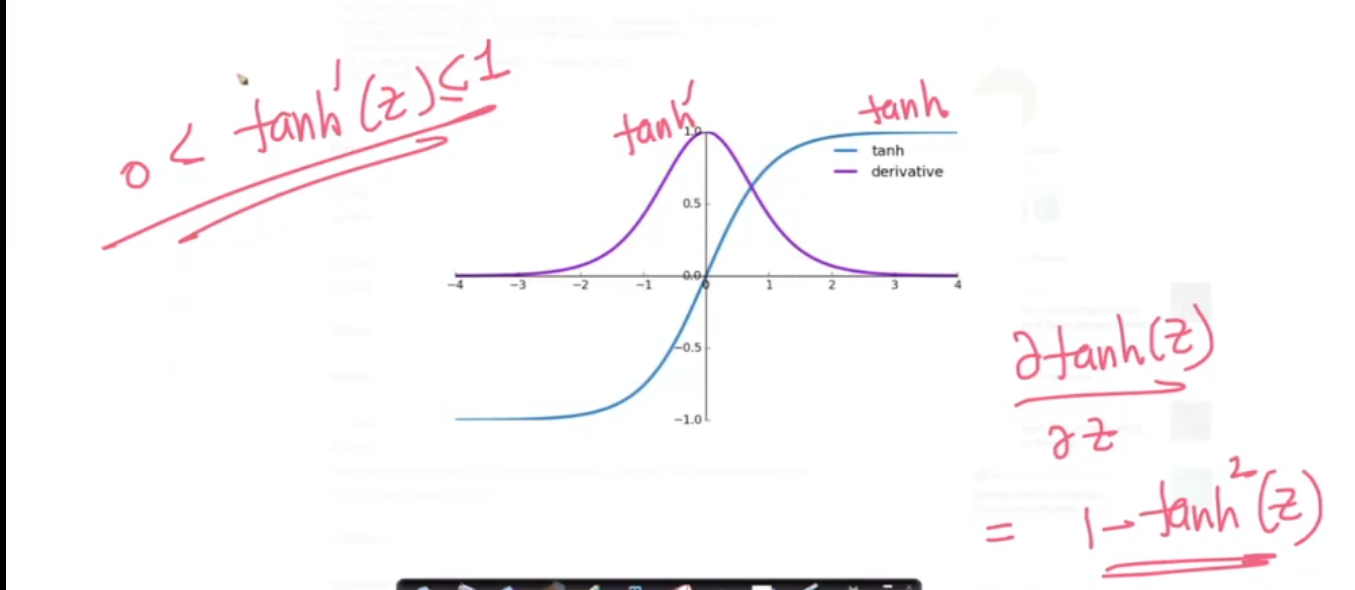 0 < tanh'(z) ≤ 1
tanh'
tanh
1.0
tanh
derivative
0.5
0.0
−4 −3 −2 −1 0 1 2 3 4
−0.5
−1.0
∂tanh(z)
∂z
= 1 − tanh²(z)